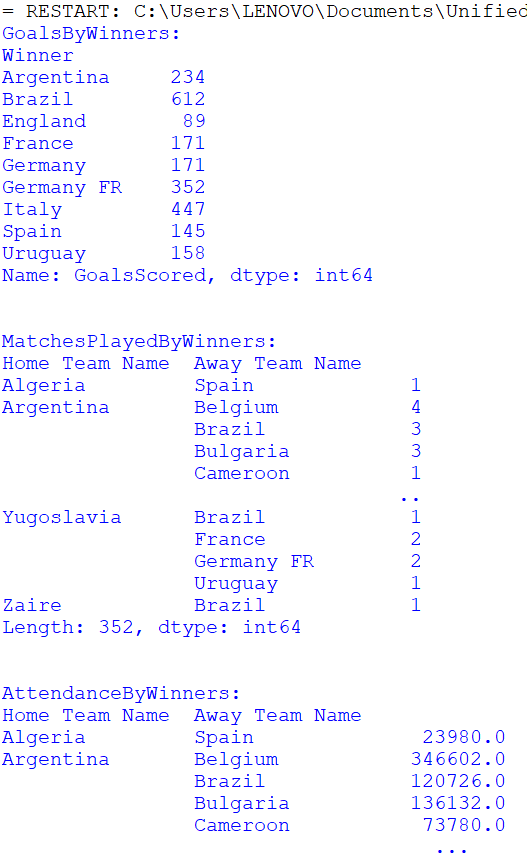 = RESTART: C:\Users\LENOVO\Documents\Unified
GoalsByWinners:
Winner
Argentina     234
Brazil        612
England        89
France        171
Germany       171
Germany FR    352
Italy         447
Spain         145
Uruguay       158
Name: GoalsScored, dtype: int64
MatchesPlayedByWinners:
Home Team Name  Away Team Name
Algeria         Spain             1
Argentina       Belgium           4
                Brazil            3
                Bulgaria          3
                Cameroon          1
                                 ..
Yugoslavia      Brazil            1
                France            2
                Germany FR        2
                Uruguay           1
Zaire           Brazil            1
Length: 352, dtype: int64
AttendanceByWinners:
Home Team Name  Away Team Name
Algeria         Spain              23980.0
Argentina       Belgium           346602.0
                Brazil            120726.0
                Bulgaria          136132.0
                Cameroon           73780.0
                                    ...